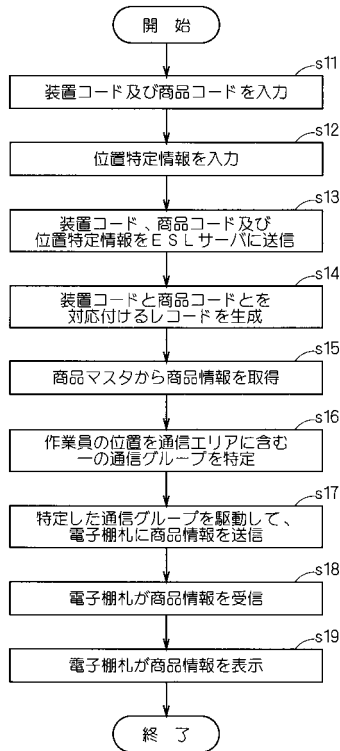 開 始
s11
装置コード及び商品コードを入力
s12
位置特定情報を入力
s13
装置コード、商品コード及び
位置特定情報をESLサーバに送信
s14
装置コードと商品コードとを
対応付けるレコードを生成
s15
商品マスタから商品情報を取得
s16
作業員の位置を通信エリアに含む
一の通信グループを特定
s17
特定した通信グループを駆動して、
電子棚札に商品情報を送信
s18
電子棚札が商品情報を受信
s19
電子棚札が商品情報を表示
終 了